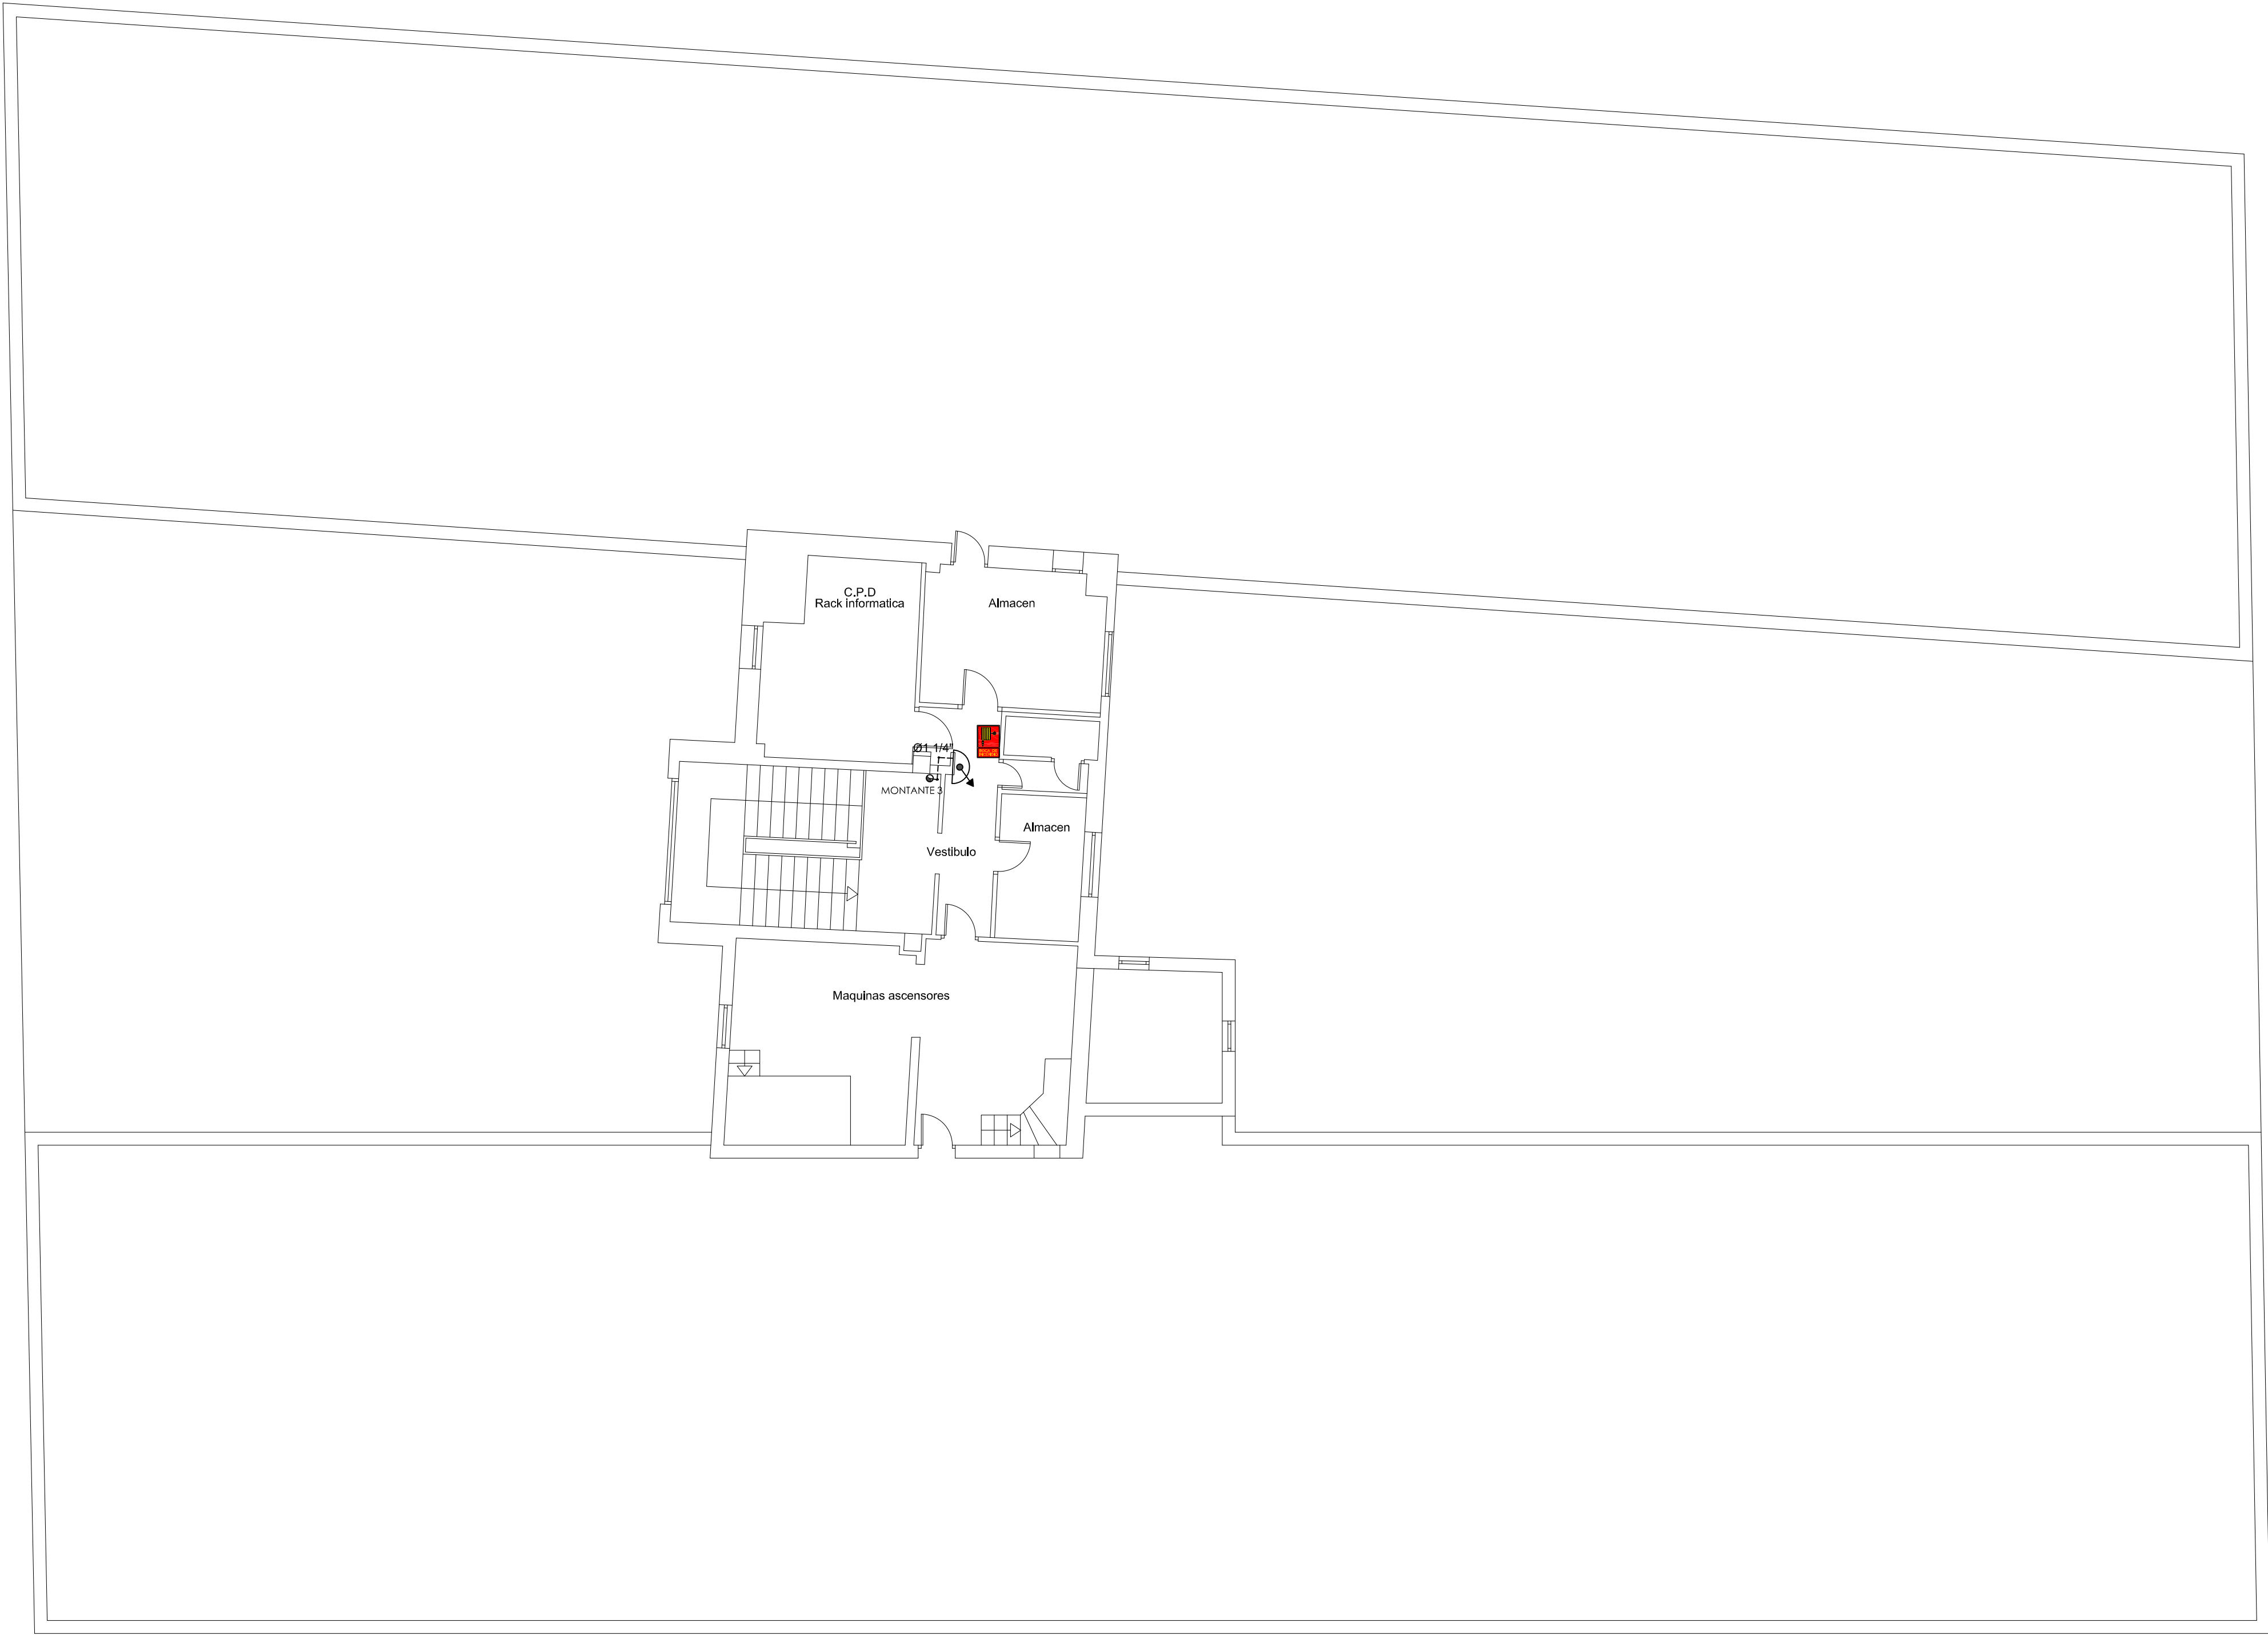 C.P.D
Rack informatica
Almacen
Ø1 1/4"
MONTANTE 3
Almacen
Vestibulo
Maquinas ascensores